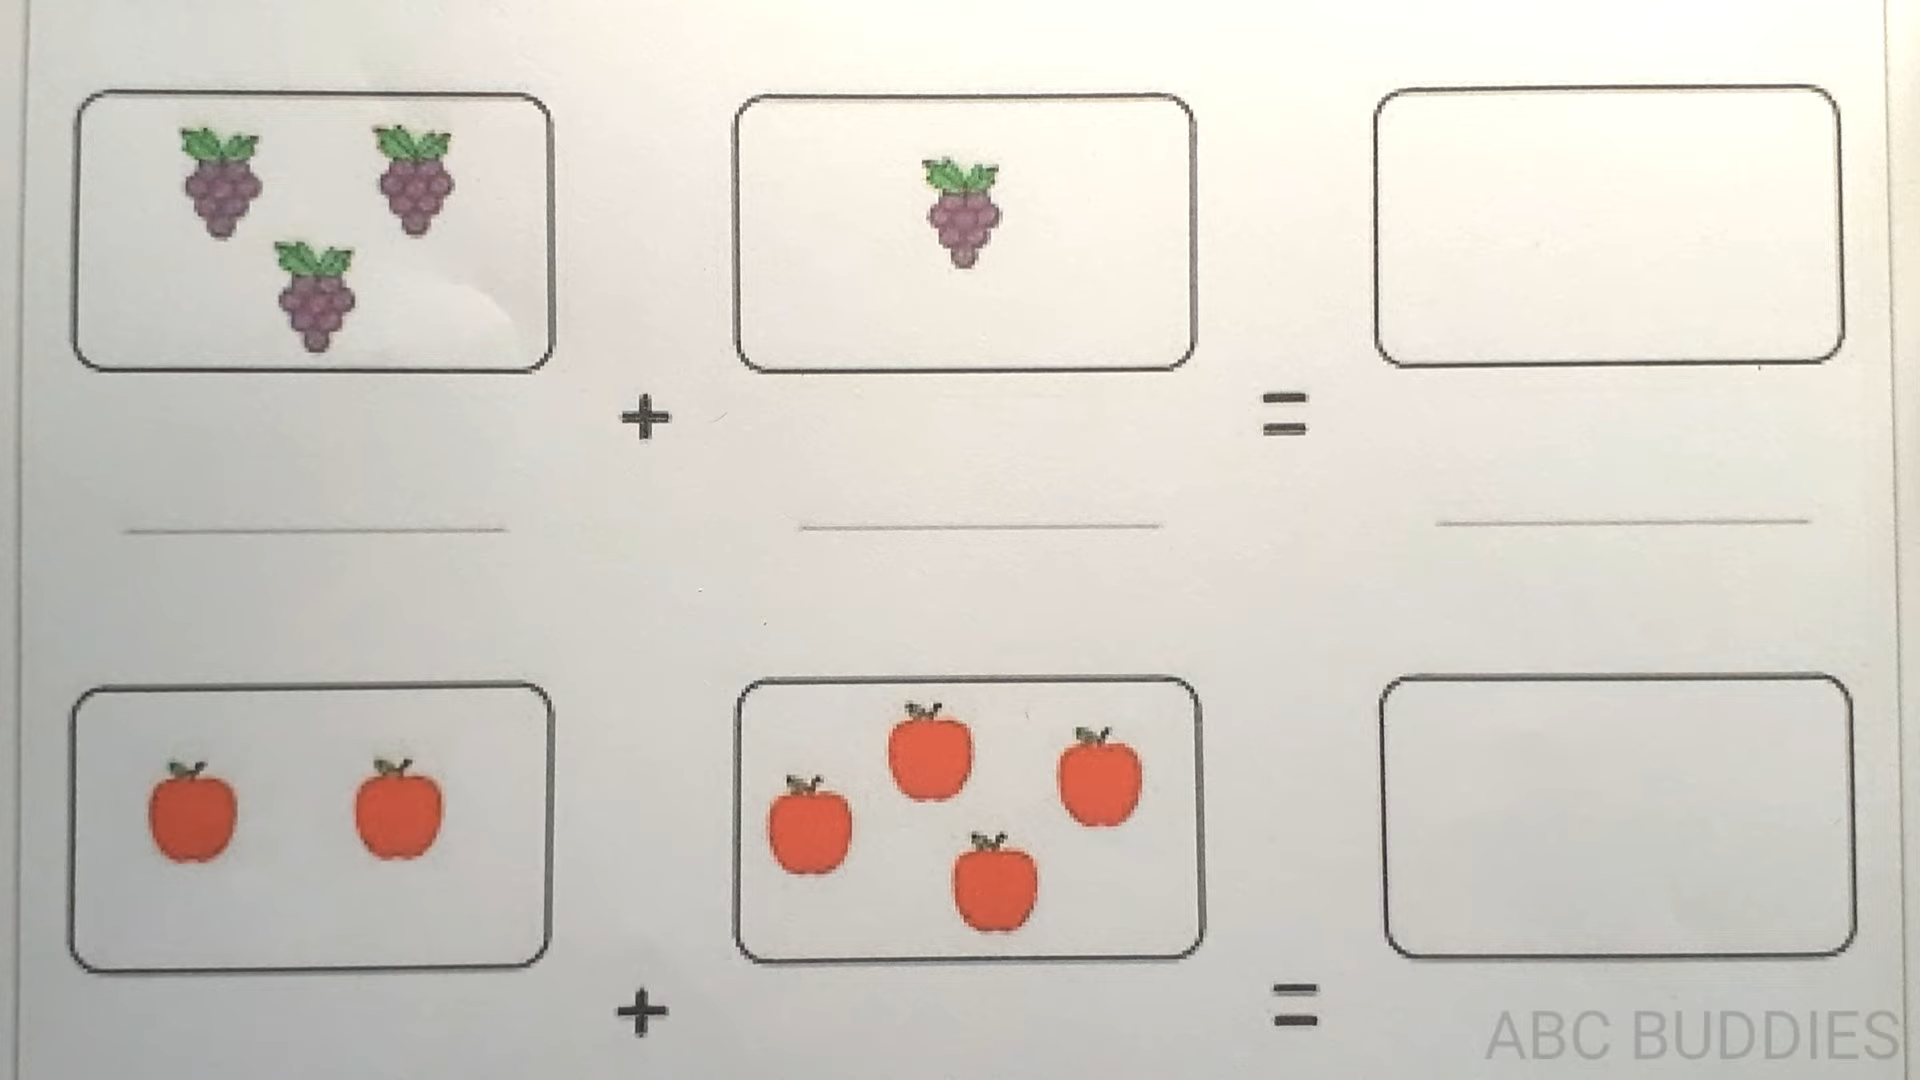 + =
+ =
ABC BUDDIES